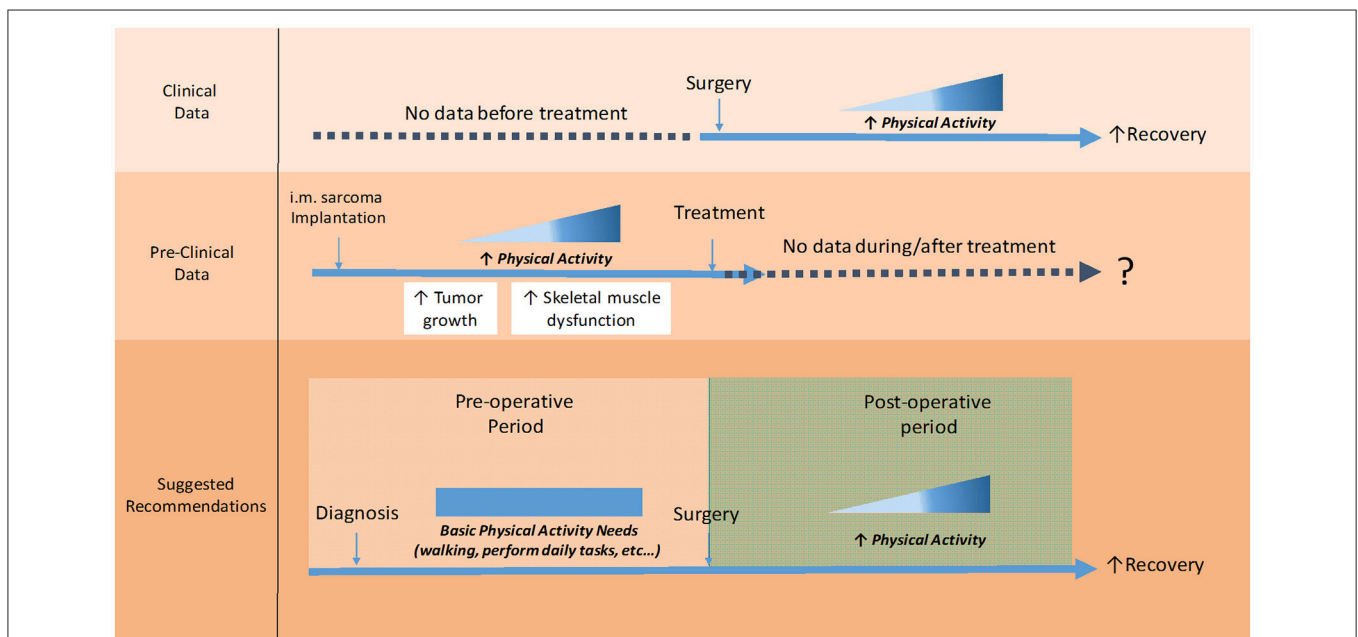 Clinical
Data
No data before treatment
Surgery
↑ Physical Activity
↑Recovery
Pre-Clinical
Data
i.m. sarcoma
Implantation
↑ Physical Activity
↑ Tumor
growth
↑ Skeletal muscle
dysfunction
Treatment
No data during/after treatment
?
Suggested
Recommendations
Pre-operative
Period
Diagnosis
Basic Physical Activity Needs
(walking, perform daily tasks, etc...)
Surgery
Post-operative
period
↑ Physical Activity
↑Recovery